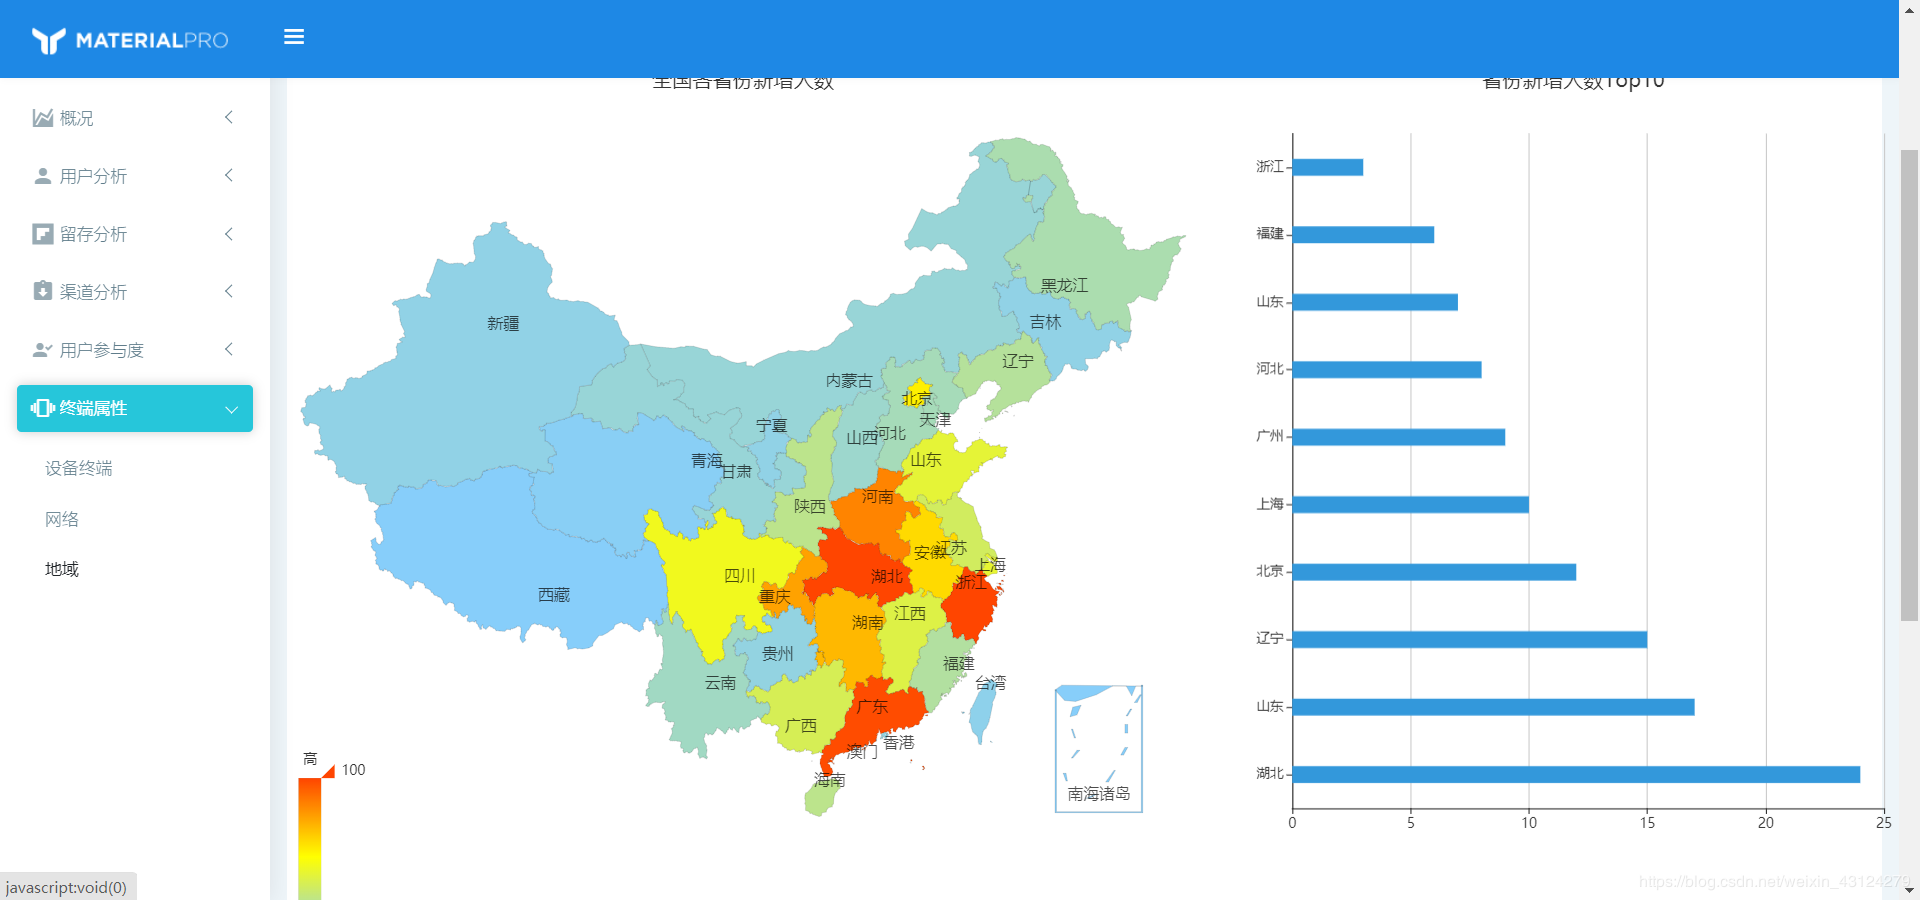 MATERIALPRO
全国各省份新增人数
省份新增人数Top10
概况
用户分析
留存分析
渠道分析
用户参与度
终端属性
设备终端
网络
地域
黑龙江
吉林
辽宁
新疆
内蒙古
北京
天津
宁夏
山西
河北
青海
甘肃
山东
陕西
河南
安徽
江苏
上海
四川
湖北
浙江
西藏
重庆
湖南
江西
贵州
福建
云南
台湾
广东
广西
香港
澳门
海南
南海诸岛
高
100
浙江
福建
山东
河北
广州
上海
北京
辽宁
山东
湖北
0 5 10 15 20 25
javascript:void(0)
https://blog.csdn.net/weixin_43124279